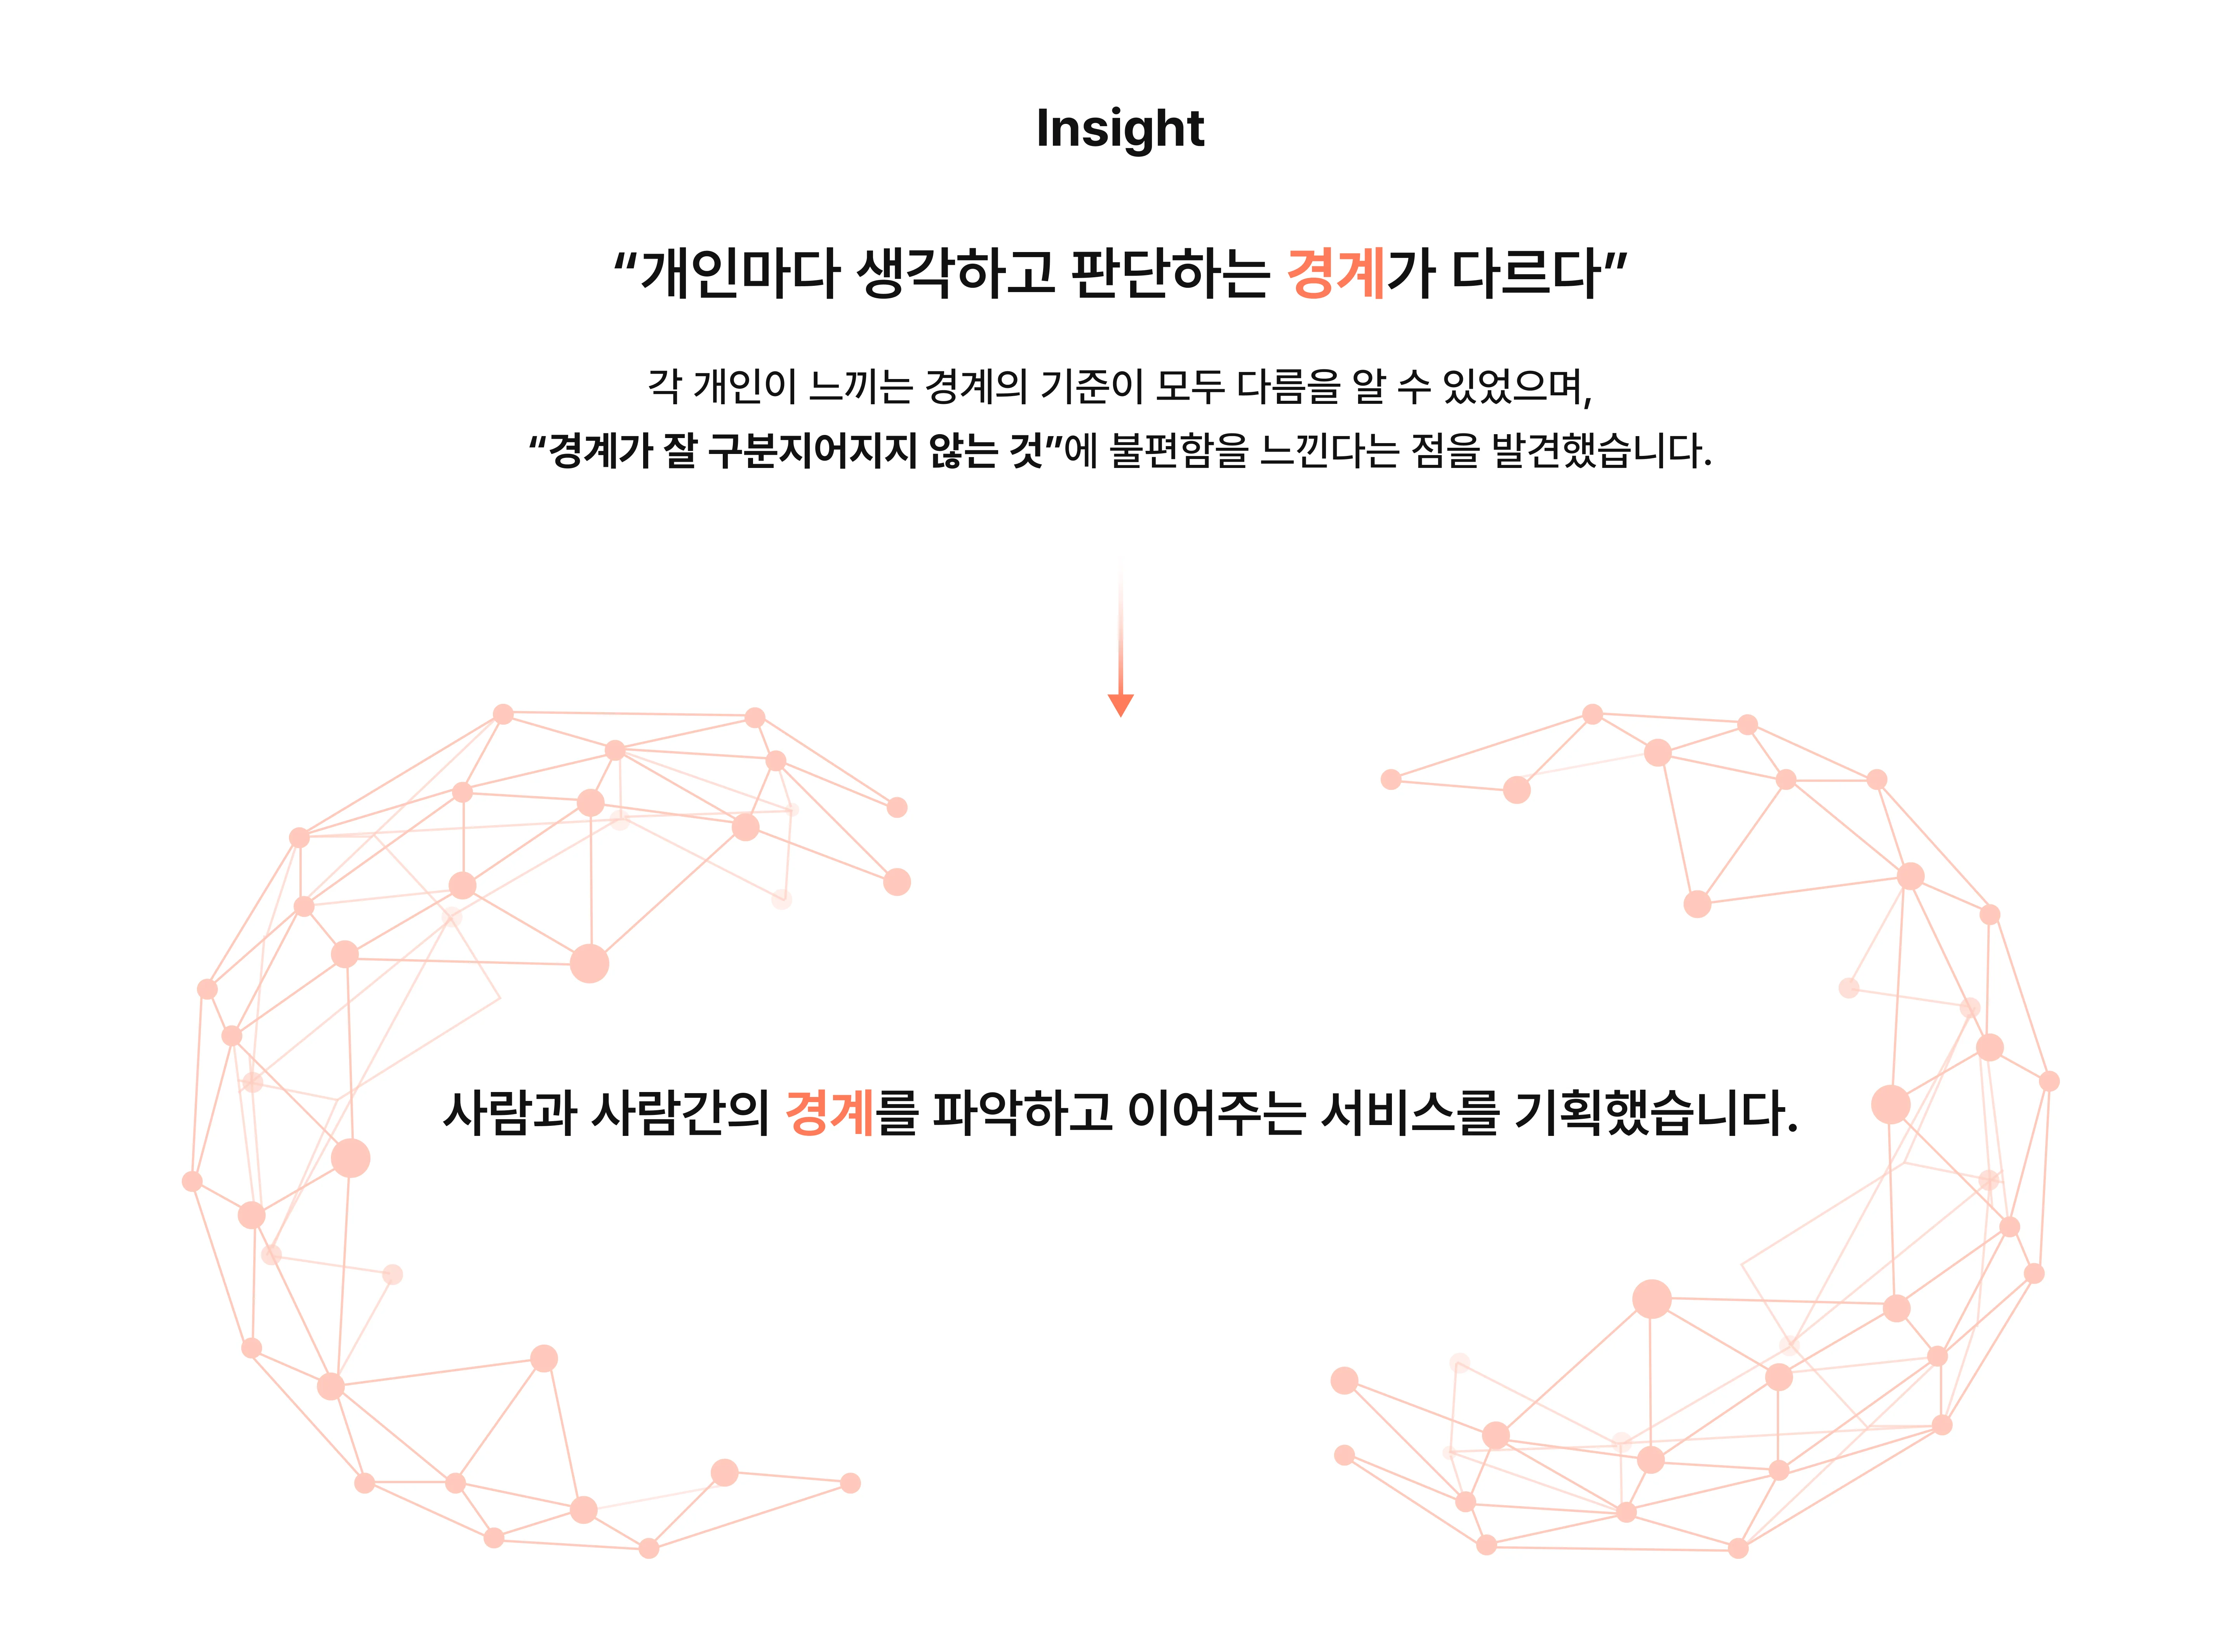 Insight
“개인마다 생각하고 판단하는 경계가 다르다”
각 개인이 느끼는 경계의 기준이 모두 다름을 알 수 있었으며,
“경계가 잘 구분지어지지 않는 것”에 불편함을 느낀다는 점을 발견했습니다.
사람과 사람간의 경계를 파악하고 이어주는 서비스를 기획했습니다.